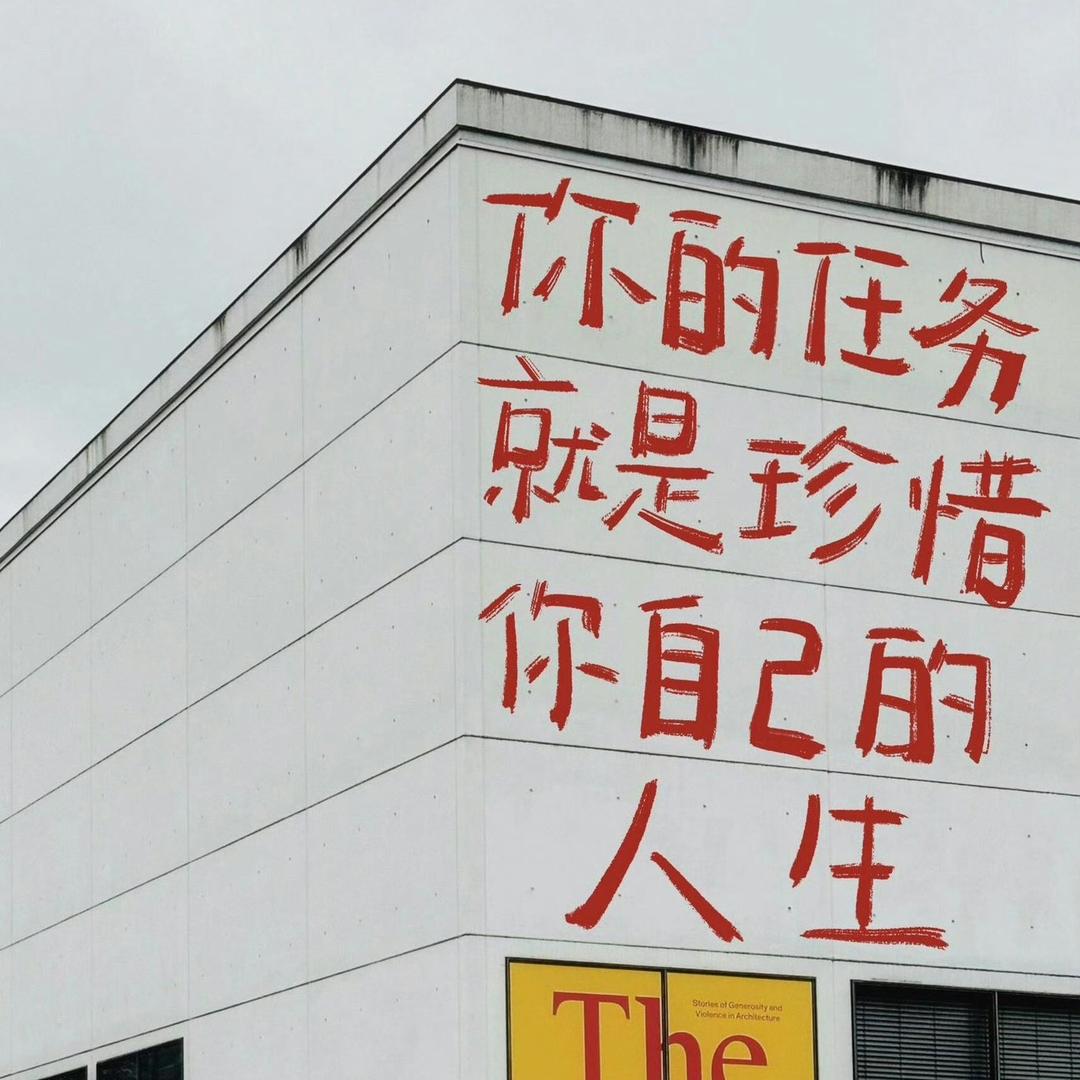 你的任务
就是珍惜
你自己的
人生
The
Stories of Generosity and
Violence in Architecture